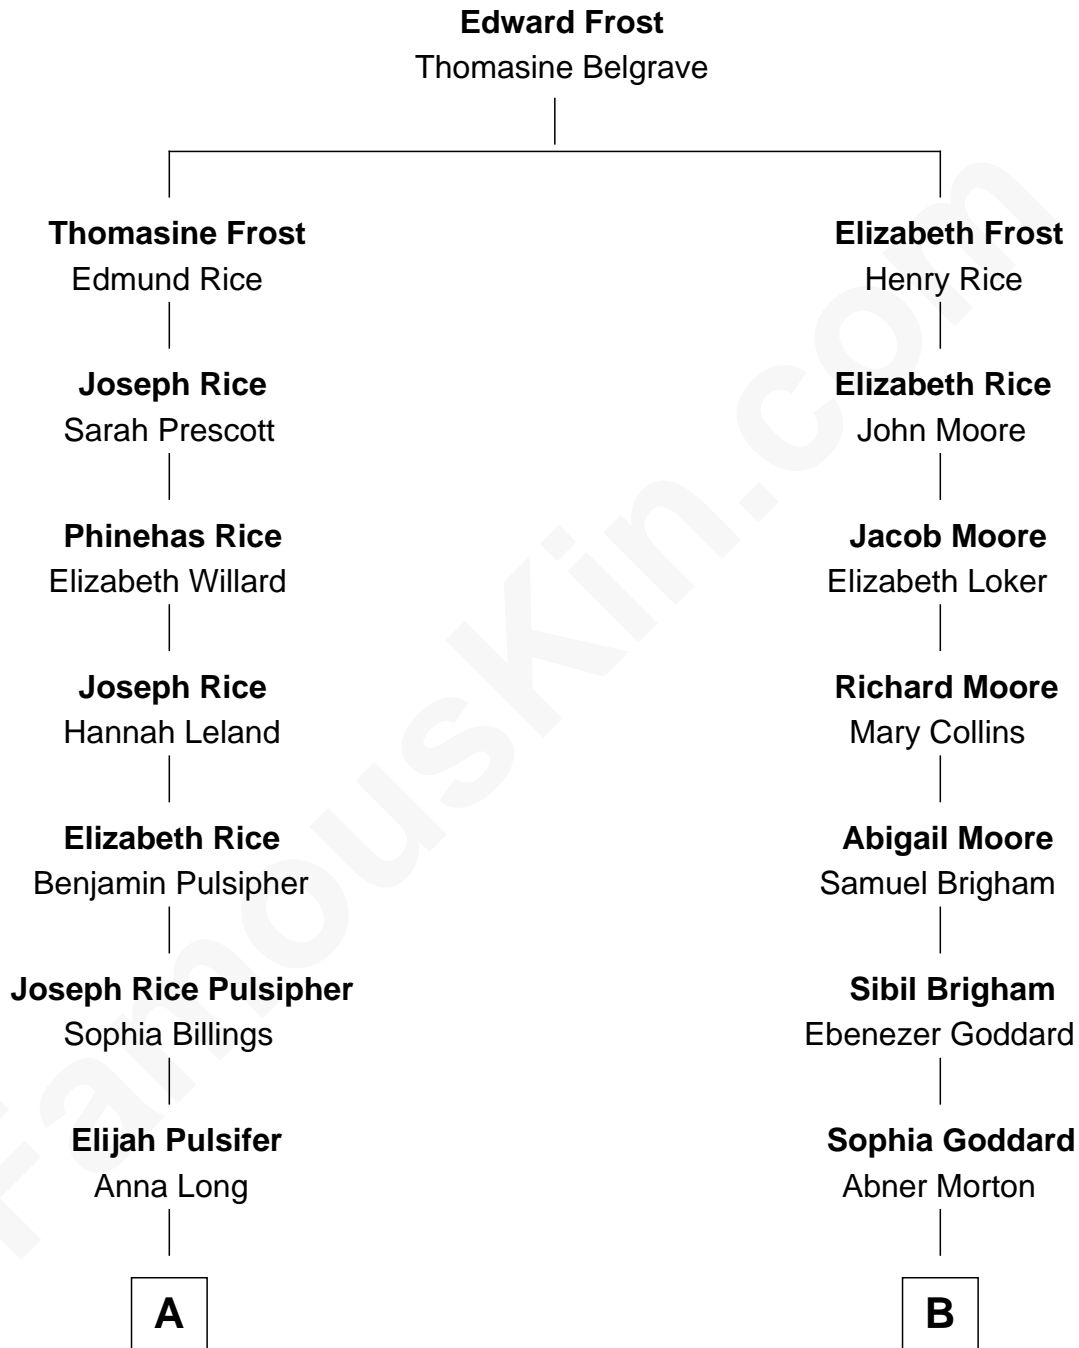 Edward Frost
Thomasine Belgrave
Thomasine Frost
Edmund Rice
Elizabeth Frost
Henry Rice
Joseph Rice
Sarah Prescott
Elizabeth Rice
John Moore
Phinehas Rice
Elizabeth Willard
Jacob Moore
Elizabeth Loker
Joseph Rice
Hannah Leland
Richard Moore
Mary Collins
Elizabeth Rice
Benjamin Pulsipher
Abigail Moore
Samuel Brigham
Joseph Rice Pulsipher
Sophia Billings
Sibil Brigham
Ebenezer Goddard
Elijah Pulsifer
Anna Long
Sophia Goddard
Abner Morton
A
B
FamousKin.com